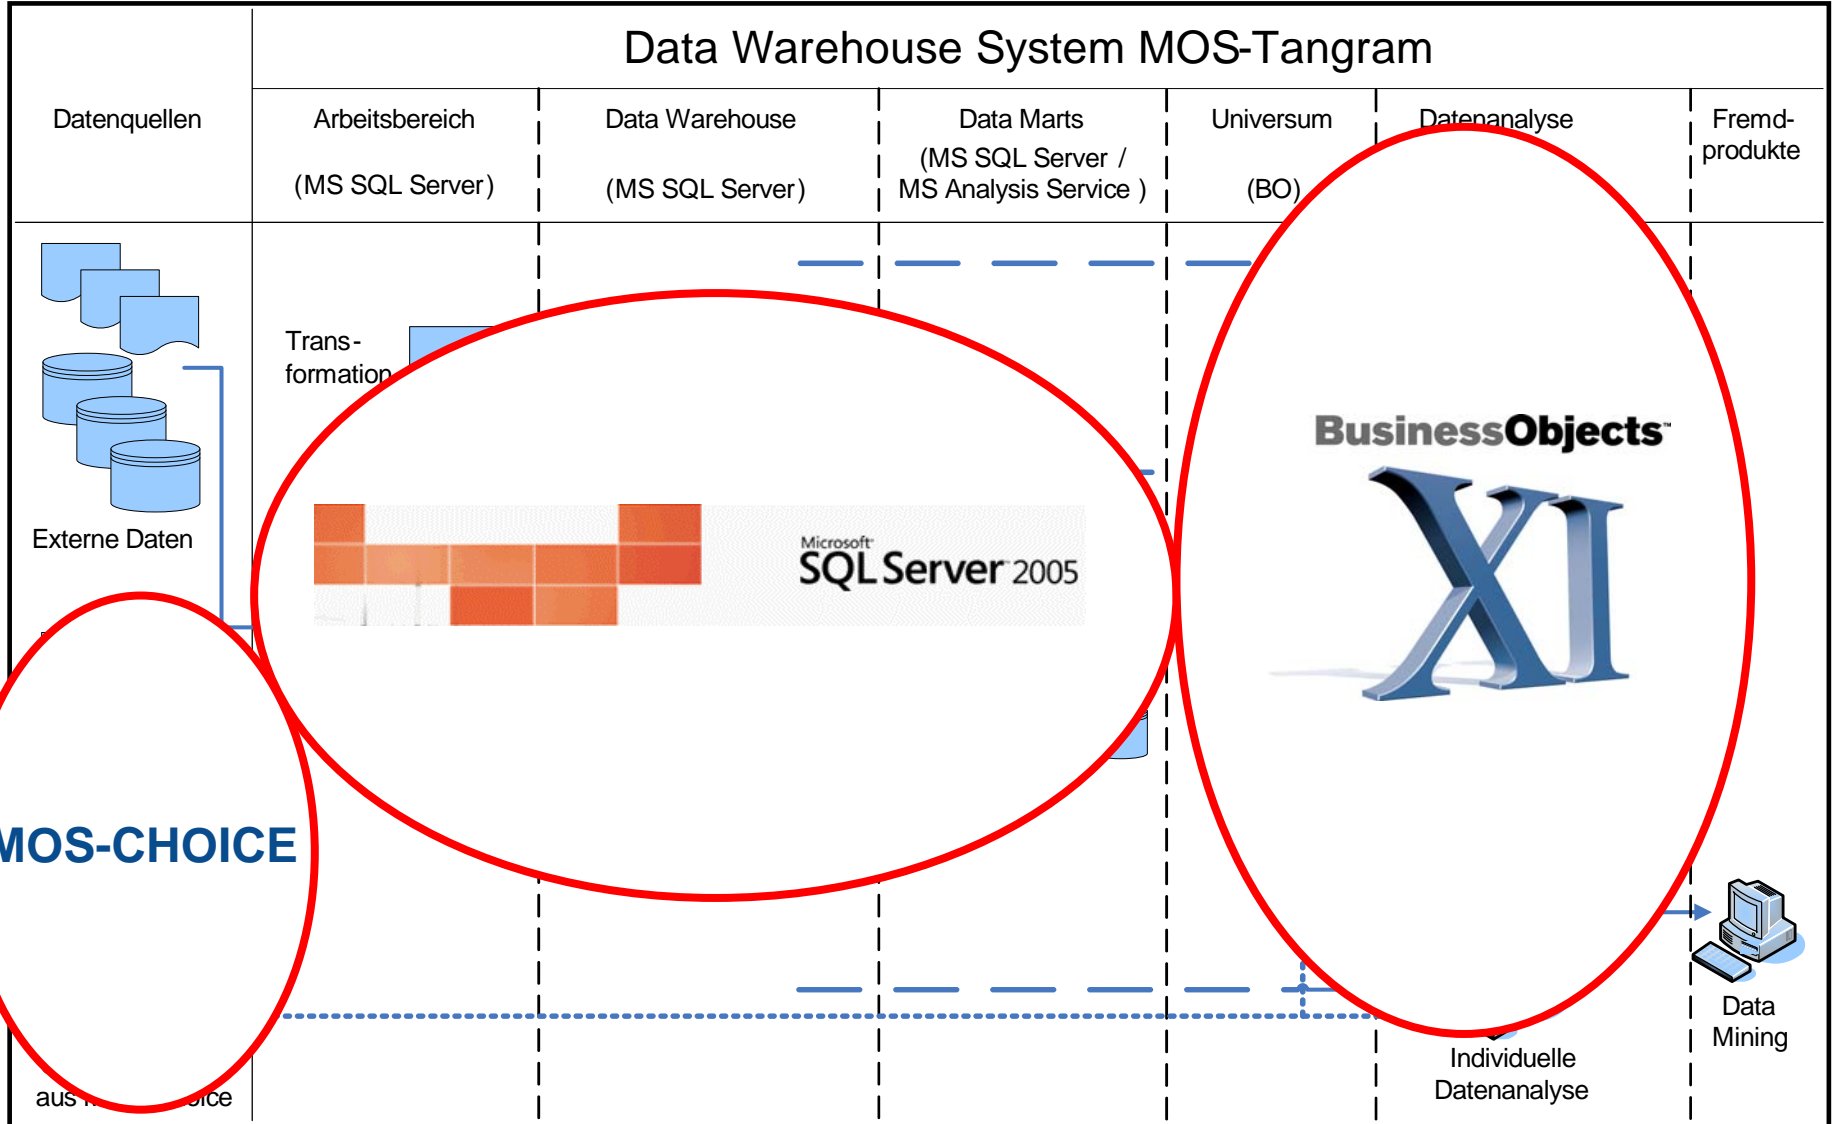 Data Warehouse System MOS-Tangram
Datenquellen
Arbeitsbereich
(MS SQL Server)
Data Warehouse
(MS SQL Server)
Data Marts
(MS SQL Server /
MS Analysis Service )
Universum
(BO)
Datenanalyse
Fremd-
produkte
Trans-
formation
Externe Daten
Microsoft
SQL Server 2005
BusinessObjects™
XI
MOS-CHOICE
aus
Individuelle
Datenanalyse
Data
Mining